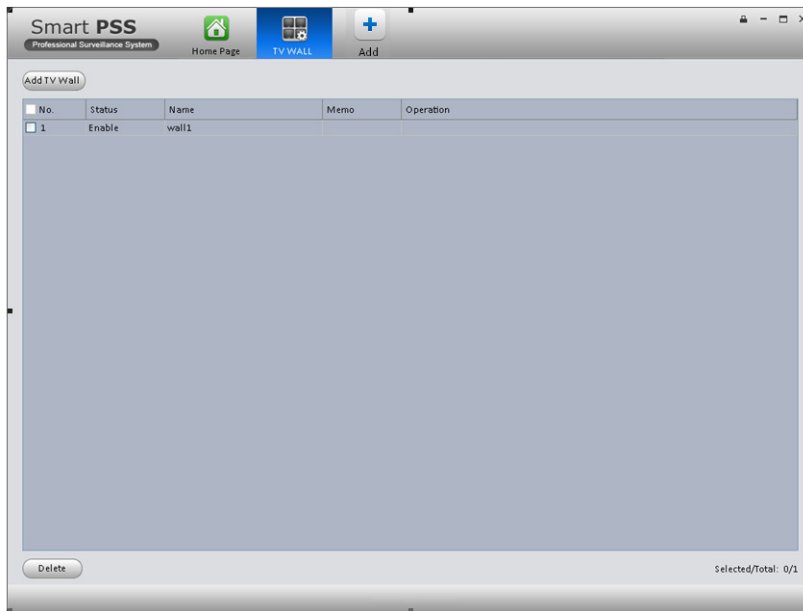 Smart PSS
Professional Surveillance System
Home Page
TV WALL
Add
Add TV Wall
No. Status Name Memo Operation
1 Enable wall1
Delete
Selected/Total: 0/1